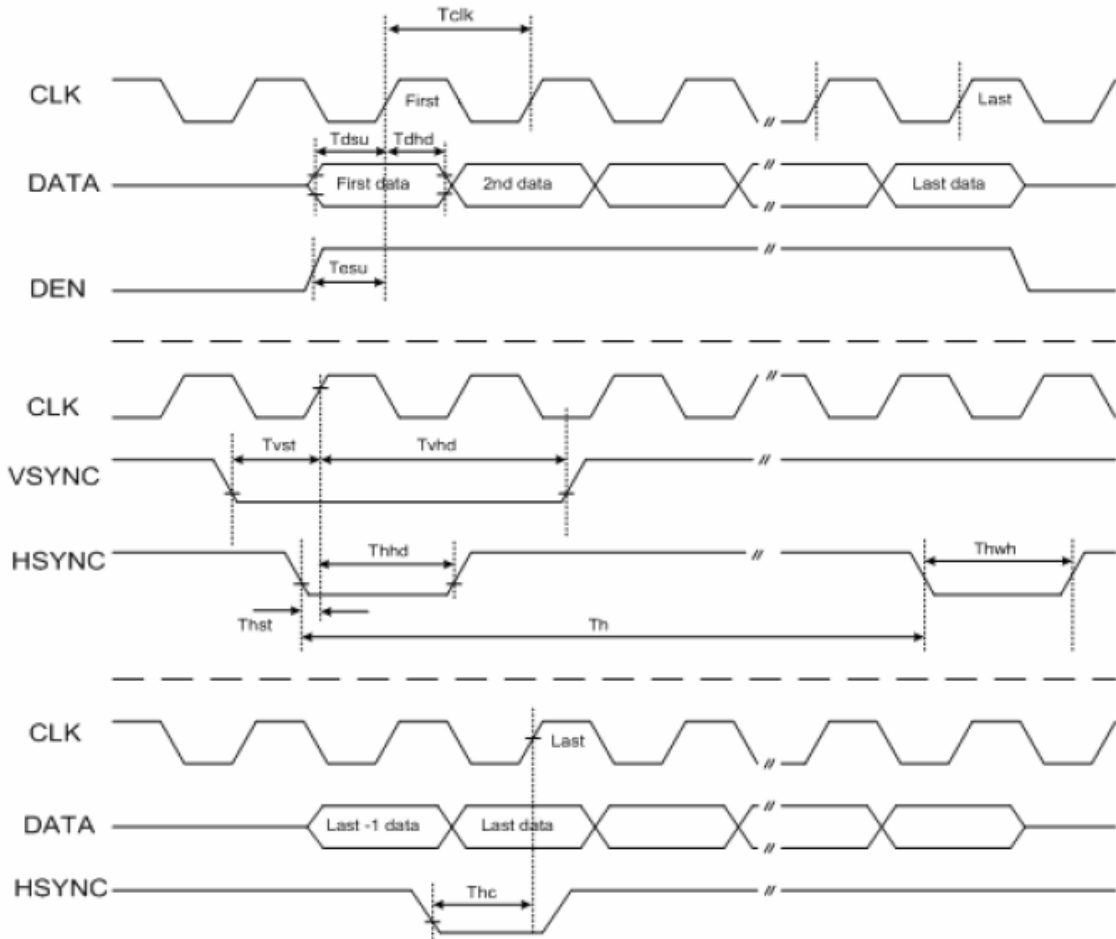 Tclk
CLK
First
Last
Tdsu
Tdhd
DATA
First data
2nd data
Last data
Tesu
DEN
CLK
Tvst
Tvhd
VSYNC
HSYNC
Thhd
Thwh
Thst
Th
CLK
Last
DATA
Last -1 data
Last data
HSYNC
Thc